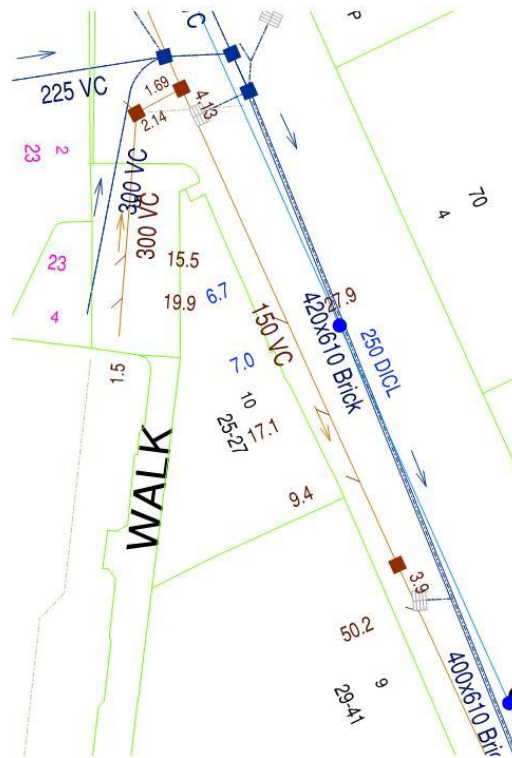 C
P
225 VC
1.69
4.13
2.14
23
2
300 VC
300 VC
70
4
23
4
15.5
19.9
6.7
27.9
420x610 Brick
250 DICL
150 VC
7.0
1.5
10
25-27
17.1
WALK
9.4
3.9
50.2
9
29-41
400x610 Bric